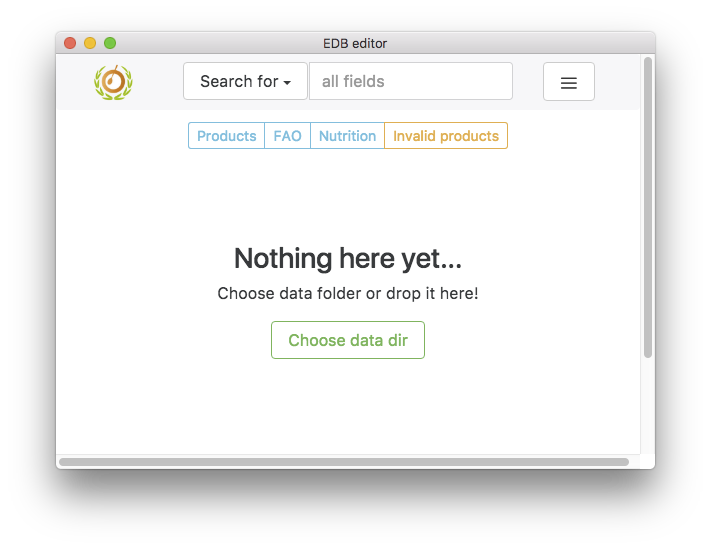 EDB editor
Search for all fields
Products FAO Nutrition Invalid products
Nothing here yet...
Choose data folder or drop it here!
Choose data dir